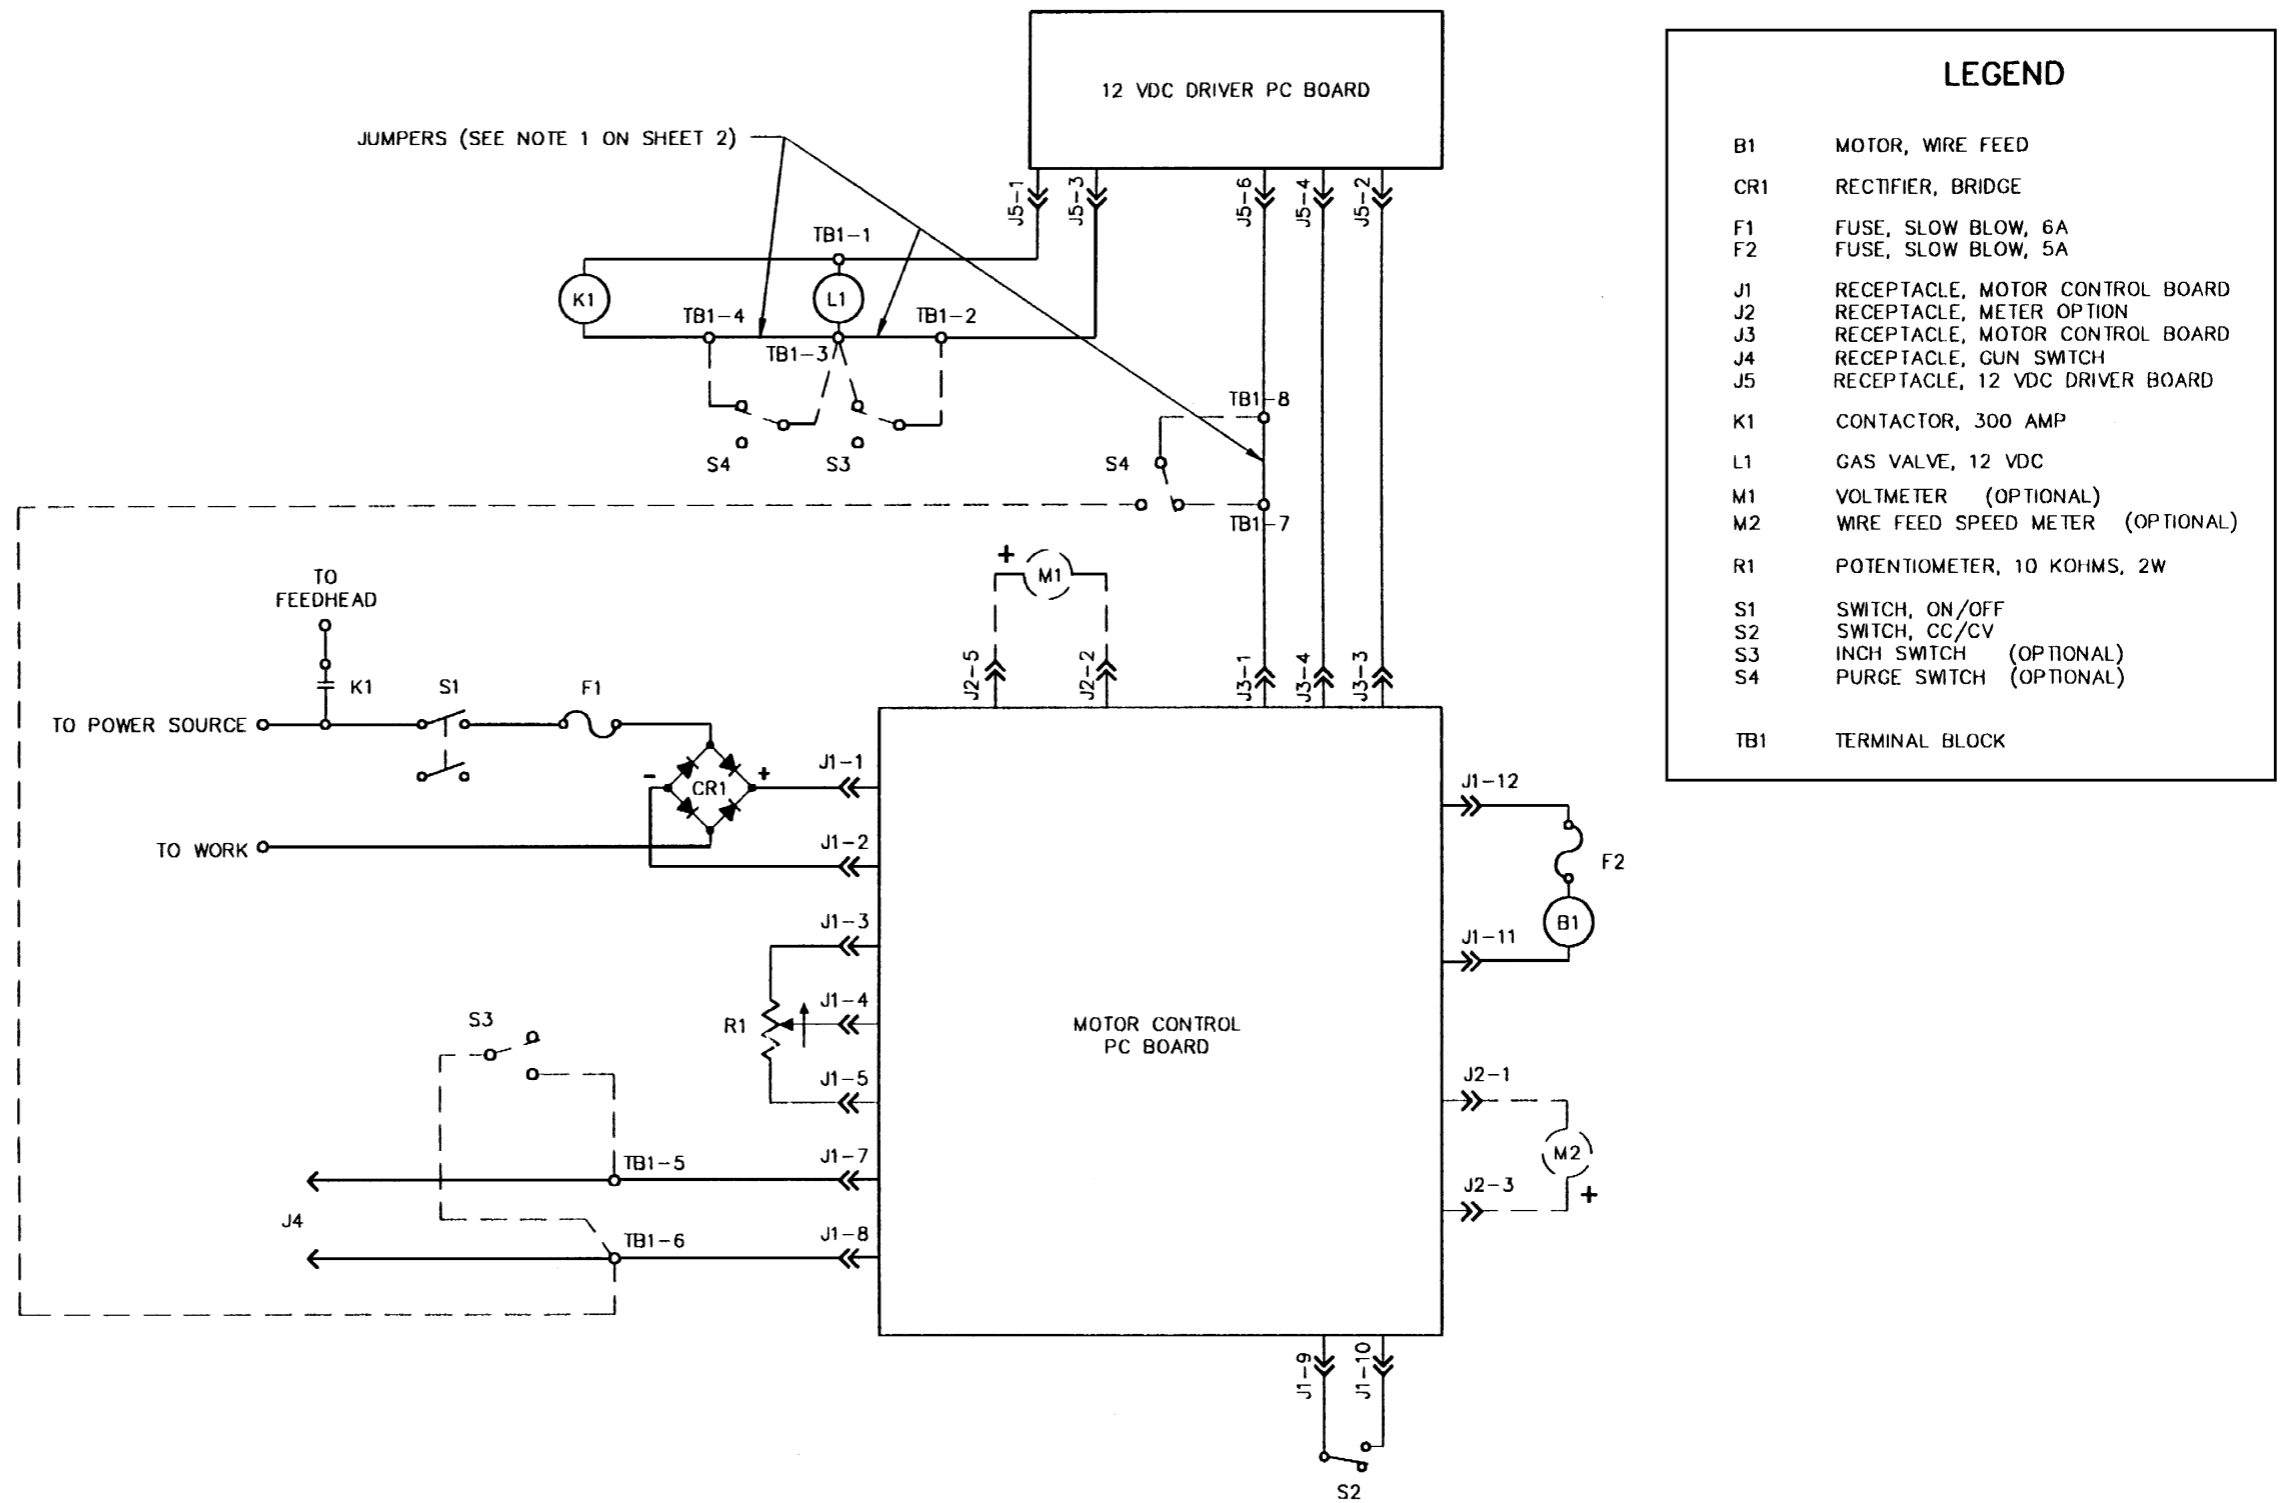 12 VDC DRIVER PC BOARD
JUMPERS (SEE NOTE 1 ON SHEET 2)
J5-1
J5-3
J5-6
J5-4
J5-2
TB1-1
K1
L1
TB1-4
TB1-2
TB1-3
S4
S3
TB1-8
S4
TB1-7
+
M1
J2-5
J2-2
J3-1
J3-4
J3-3
TO
FEEDHEAD
K1
S1
F1
TO POWER SOURCE
-
CR1
+
TO WORK
J1-1
J1-2
J1-3
J1-4
R1
J1-5
S3
J1-7
TB1-5
J4
J1-8
TB1-6
MOTOR CONTROL
PC BOARD
J1-12
F2
B1
J1-11
J2-1
M2
J2-3
+
J1-9
J1-10
S2
LEGEND
B1 MOTOR, WIRE FEED
CR1 RECTIFIER, BRIDGE
F1 FUSE, SLOW BLOW, 6A
F2 FUSE, SLOW BLOW, 5A
J1 RECEPTACLE, MOTOR CONTROL BOARD
J2 RECEPTACLE, METER OPTION
J3 RECEPTACLE, MOTOR CONTROL BOARD
J4 RECEPTACLE, GUN SWITCH
J5 RECEPTACLE, 12 VDC DRIVER BOARD
K1 CONTACTOR, 300 AMP
L1 GAS VALVE, 12 VDC
M1 VOLTMETER (OPTIONAL)
M2 WIRE FEED SPEED METER (OPTIONAL)
R1 POTENTIOMETER, 10 KOHMS, 2W
S1 SWITCH, ON/OFF
S2 SWITCH, CC/CV
S3 INCH SWITCH (OPTIONAL)
S4 PURGE SWITCH (OPTIONAL)
TB1 TERMINAL BLOCK